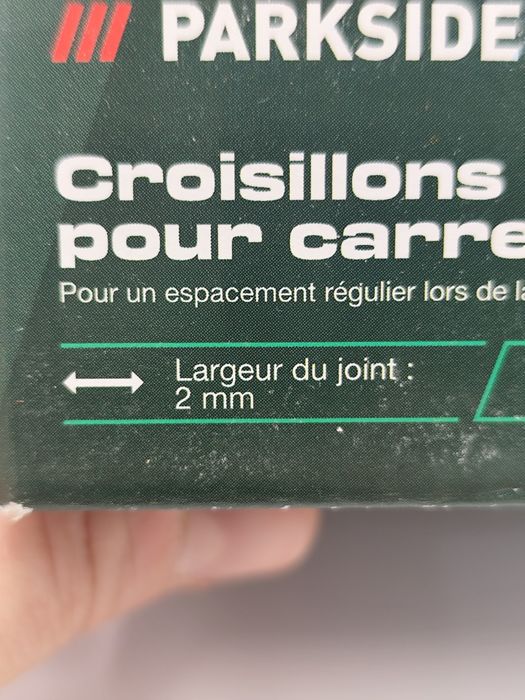 PARKSIDE
Croisillons
pour carre
Pour un espacement régulier lors de la
Largeur du joint :
2 mm